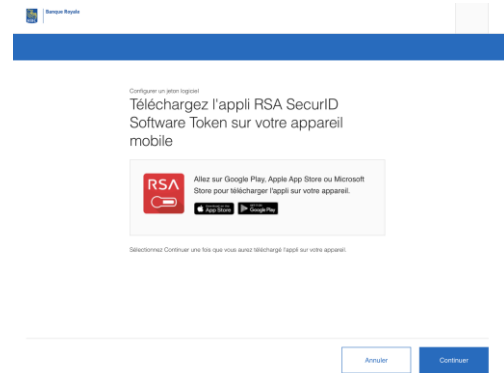 RBC
Banque Royale
Configurer un jeton logiciel
Téléchargez l'appli RSA SecurID
Software Token sur votre appareil
mobile
RSA
Allez sur Google Play, Apple App Store ou Microsoft
Store pour télécharger l'appli sur votre appareil.
App Store
Google Play
Sélectionnez Continuer une fois que vous aurez téléchargé l'appli sur votre appareil.
Annuler
Continuer